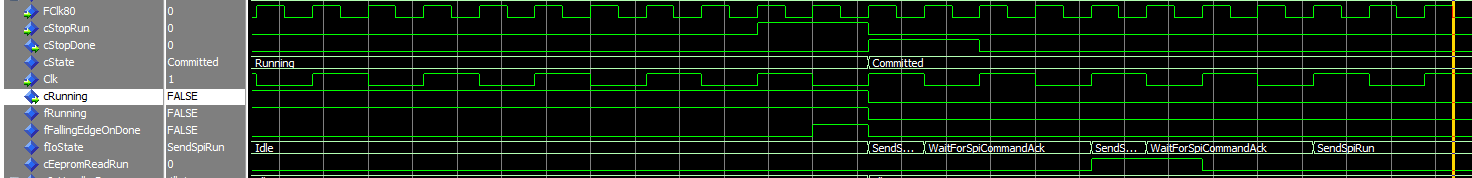 FClk80 0
cStopRun 0
cStopDone 0
cState Committed Running Committed
Clk 1
cRunning FALSE
fRunning FALSE
fFallingEdgeOnDone FALSE
fIoState SendSpiRun Idle SendS... WaitForSpiCommandAck SendS... WaitForSpiCommandAck SendSpiRun
cEepromReadRun 0